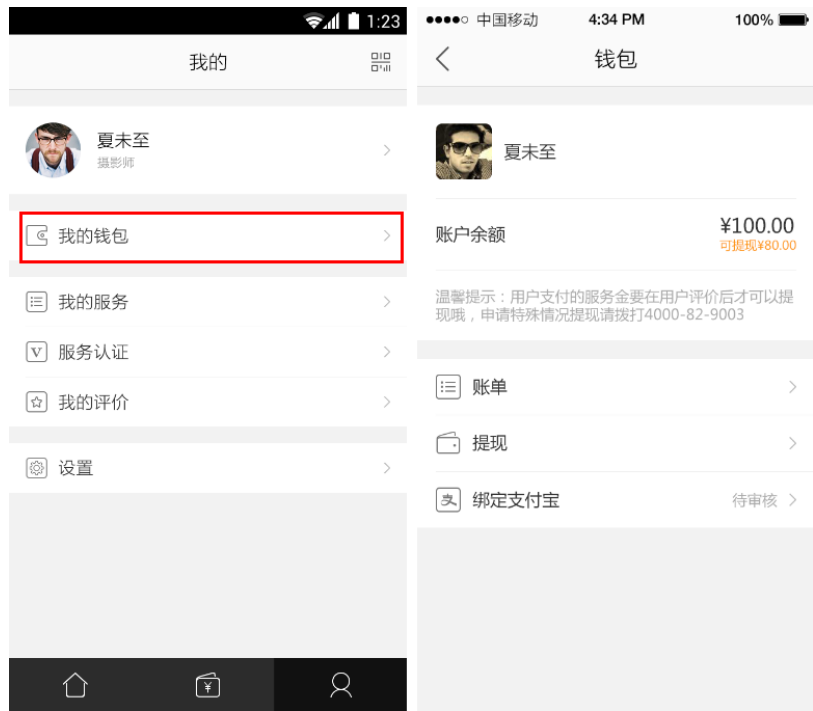 1:23
我的
夏未至
摄影师
我的钱包
我的服务
V 服务认证
我的评价
设置
¥
中国移动 4:34 PM 100%
钱包
夏未至
账户余额
¥100.00
可提现¥80.00
温馨提示：用户支付的服务金要在用户评价后才可以提
现哦，申请特殊情况提现请拨打4000-82-9003
账单
提现
支 绑定支付宝 待审核